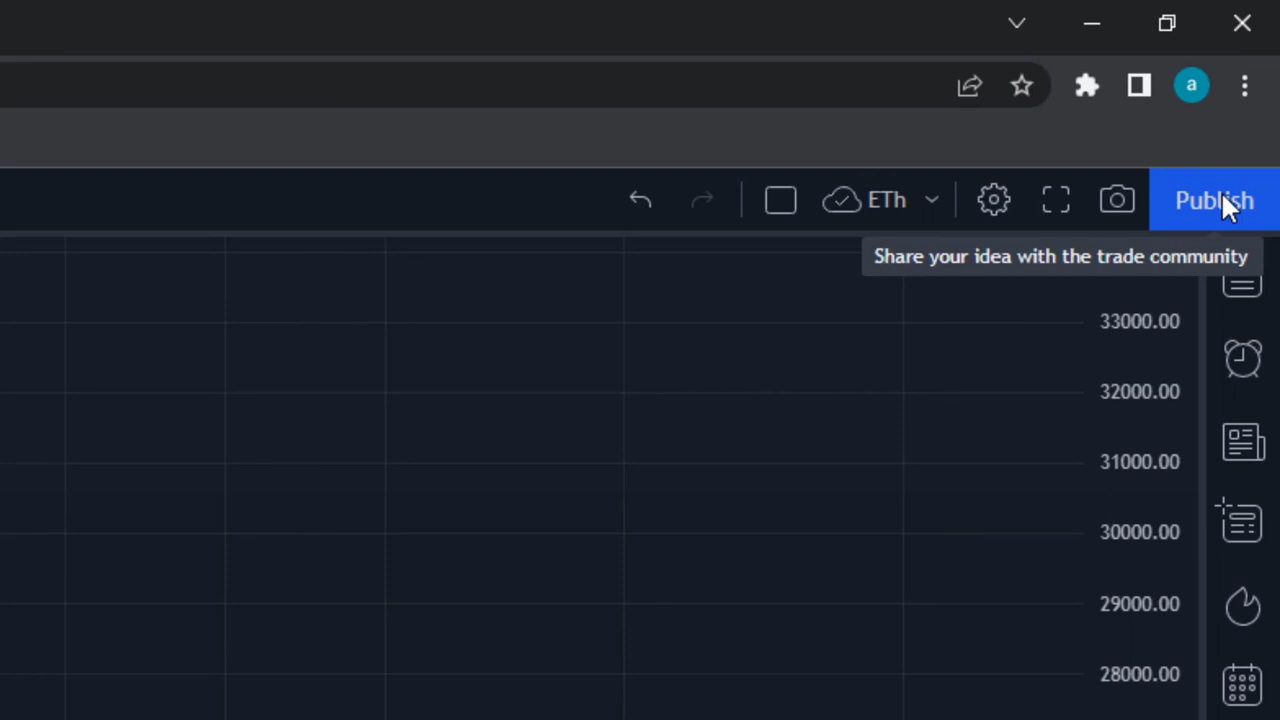 a
ETh
Publish
Share your idea with the trade community
33000.00
32000.00
31000.00
30000.00
29000.00
28000.00